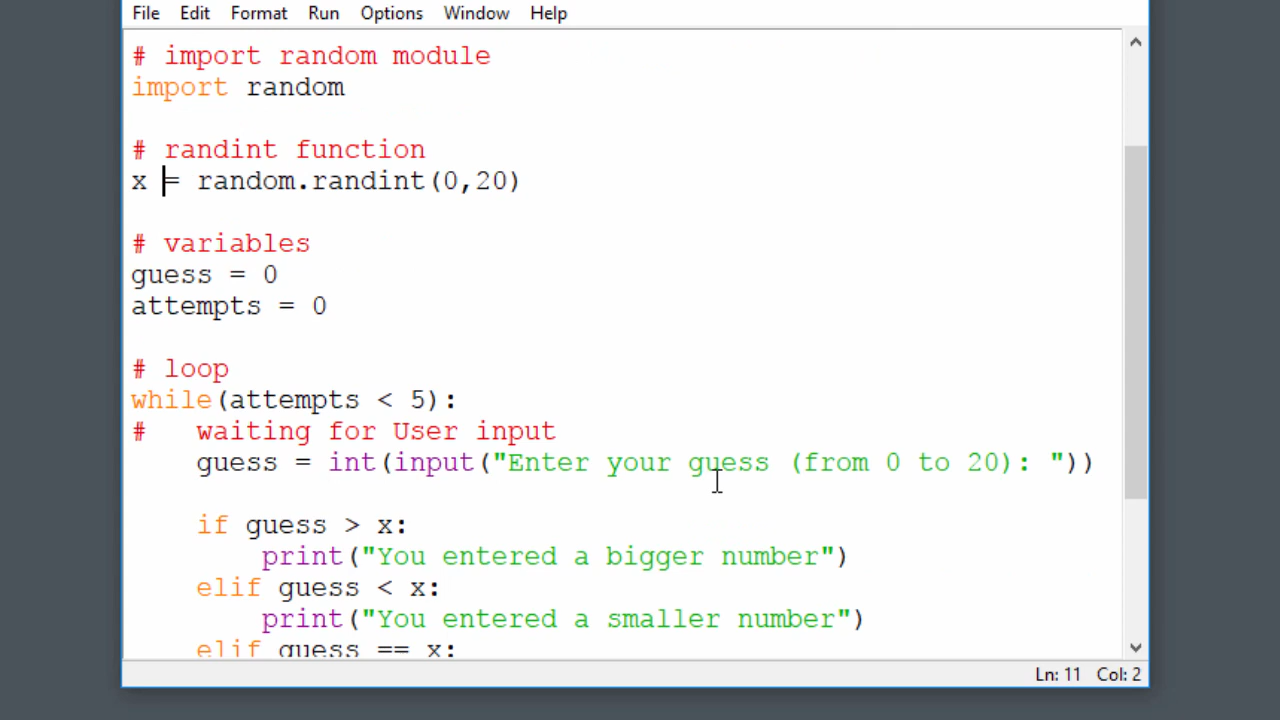 File Edit Format Run Options Window Help
# import random module
import random
# randint function
x = random.randint(0,20)
# variables
guess = 0
attempts = 0
# loop
while(attempts < 5):
#   waiting for User input
    guess = int(input("Enter your guess (from 0 to 20): "))
    if guess > x:
        print("You entered a bigger number")
    elif guess < x:
        print("You entered a smaller number")
    elif guess == x:
Ln: 11 Col: 2